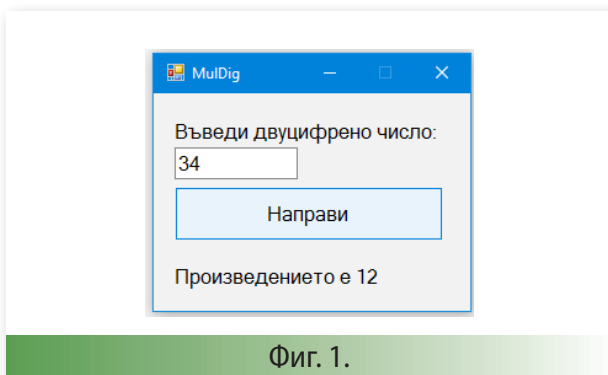 MulDig
Въведи двуцифрено число:
34
Направи
Произведението е 12
Фиг. 1.